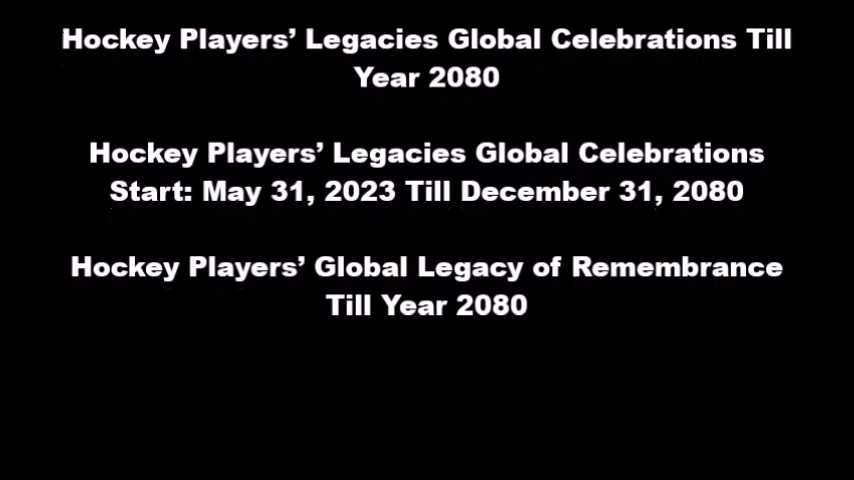 Hockey Players’ Legacies Global Celebrations Till
Year 2080
Hockey Players’ Legacies Global Celebrations
Start: May 31, 2023 Till December 31, 2080
Hockey Players’ Global Legacy of Remembrance
Till Year 2080